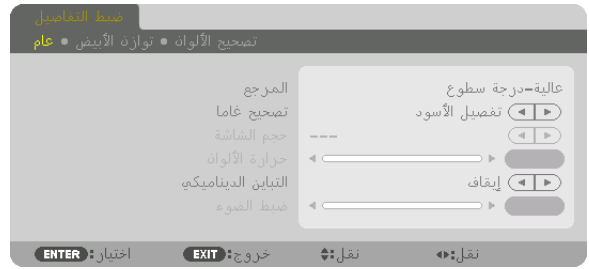 ضبط التفاصيل
عام • توازن الأبيض • تصحيح الألوان
المرجع عالية-درجة سطوع
تصحيح غاما تفصيل الأسود
حجم الشاشة ---
حرارة الألوان
التباين الديناميكي إيقاف
ضبط الضوء
ENTER: اختيار EXIT: خروج نقل: نقل: